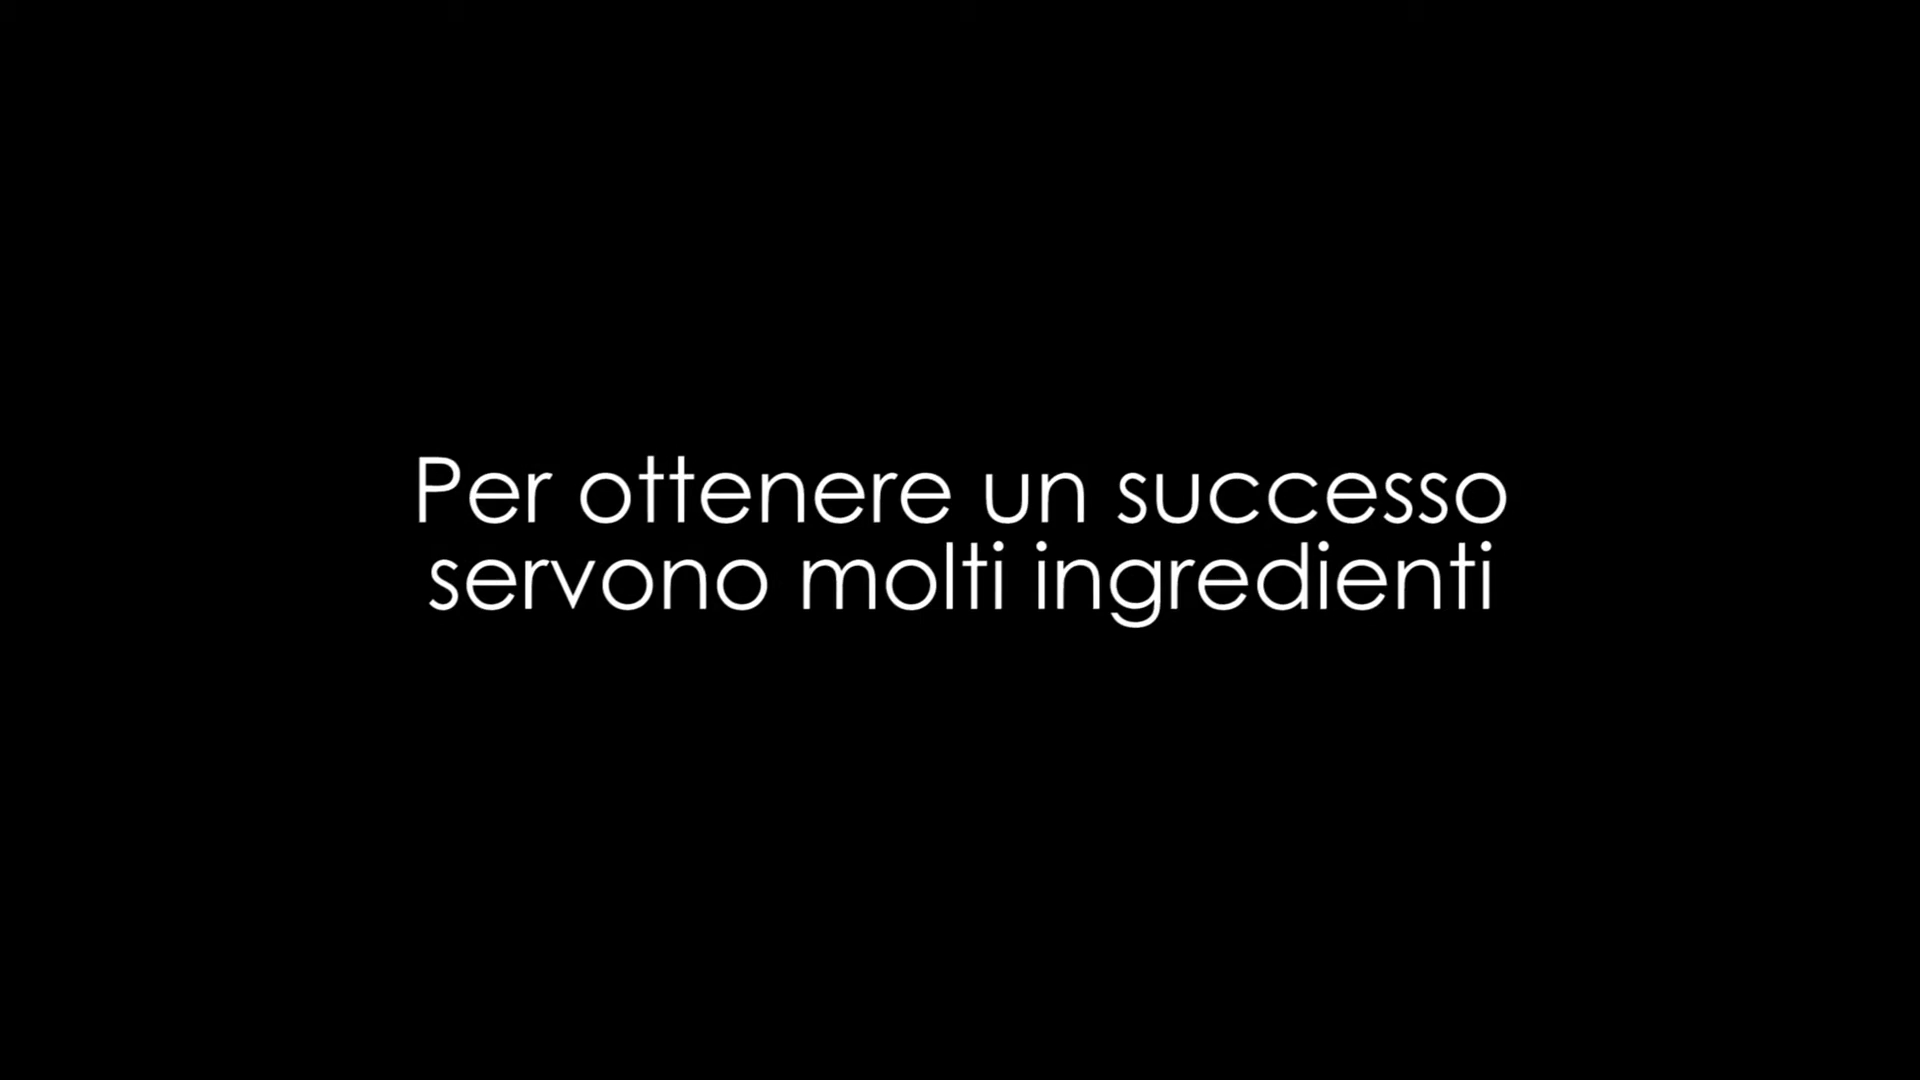 Per ottenere un successo
servono molti ingredienti